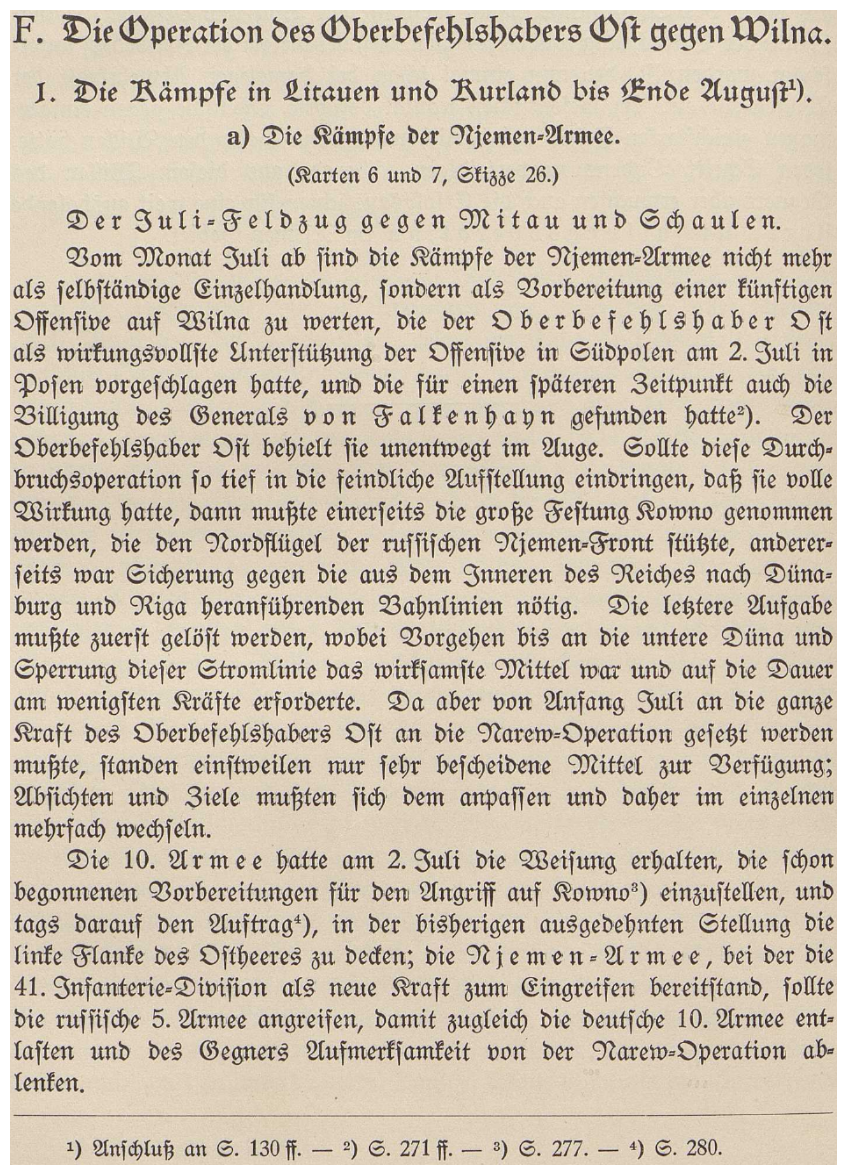 F. Die Operation des Oberbefehlshabers Ost gegen Wilna.
I. Die Kämpfe in Litauen und Kurland bis Ende August¹).
a) Die Kämpfe der Njemen-Armee.
(Karten 6 und 7, Skizze 26.)
Der Juli-Feldzug gegen Mitau und Schaulen.
Vom Monat Juli ab sind die Kämpfe der Njemen-Armee nicht mehr
als selbständige Einzelhandlung, sondern als Vorbereitung einer künftigen
Offensive auf Wilna zu werten, die der Oberbefehlshaber Ost
als wirkungsvollste Unterstützung der Offensive in Südpolen am 2. Juli in
Posen vorgeschlagen hatte, und die für einen späteren Zeitpunkt auch die
Billigung des Generals von Falkenhayn gefunden hatte²). Der
Oberbefehlshaber Ost behielt sie unentwegt im Auge. Sollte diese Durch-
bruchsoperation so tief in die feindliche Aufstellung eindringen, daß sie volle
Wirkung hatte, dann mußte einerseits die große Festung Kowno genommen
werden, die den Nordflügel der russischen Njemen-Front stützte, anderer-
seits war Sicherung gegen die aus dem Inneren des Reiches nach Düna-
burg und Riga heranführenden Bahnlinien nötig. Die letztere Aufgabe
mußte zuerst gelöst werden, wobei Vorgehen bis an die untere Düna und
Sperrung dieser Stromlinie das wirksamste Mittel war und auf die Dauer
am wenigsten Kräfte erforderte. Da aber von Anfang Juli an die ganze
Kraft des Oberbefehlshabers Ost an die Narew-Operation gesetzt werden
mußte, standen einstweilen nur sehr bescheidene Mittel zur Verfügung;
Absichten und Ziele mußten sich dem anpassen und daher im einzelnen
mehrfach wechseln.
Die 10. Armee hatte am 2. Juli die Weisung erhalten, die schon
begonnenen Vorbereitungen für den Angriff auf Kowno³) einzustellen, und
tags darauf den Auftrag⁴), in der bisherigen ausgedehnten Stellung die
linke Flanke des Ostheeres zu decken; die Njemen-Armee, bei der die
41. Infanterie-Division als neue Kraft zum Eingreifen bereitstand, sollte
die russische 5. Armee angreifen, damit zugleich die deutsche 10. Armee ent-
lasten und des Gegners Aufmerksamkeit von der Narew-Operation ab-
lenken.
¹) Anschluß an S. 130 ff. — ²) S. 271 ff. — ³) S. 277. — ⁴) S. 280.